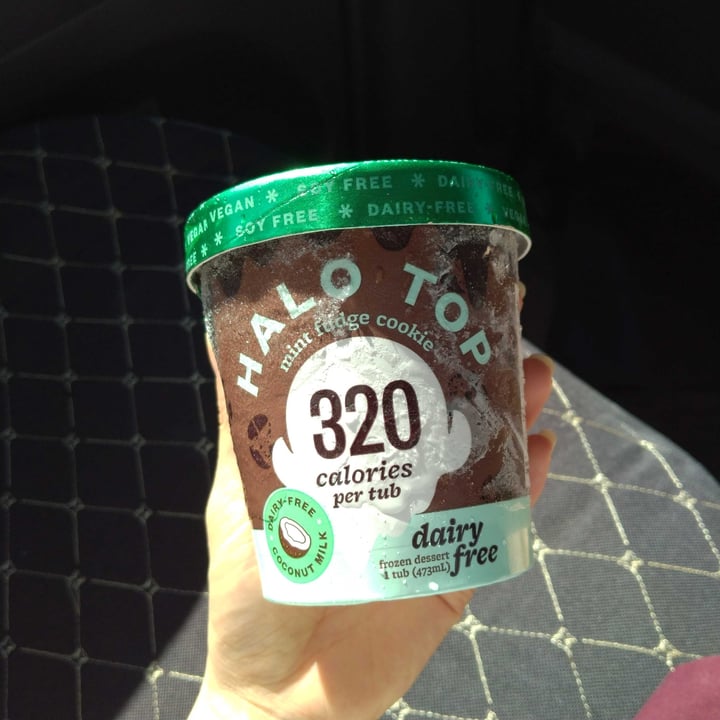 VEGAN * SOY FREE * DAIRY-FREE
FREE * * SOY FREE * DAIRY-FREE VEGAN
HALO TOP
mint fudge cookie
320
calories
per tub
DAIRY-FREE
COCONUT MILK
dairy
free
frozen dessert
1 tub (473mL)